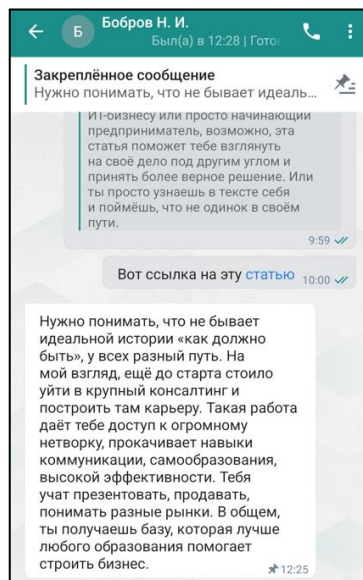 Б
Бобров Н. И.
Был(а) в 12:28 | Гото
Закреплённое сообщение
Нужно понимать, что не бывает идеаль...
ИТ-бизнесу или просто начинающий
предприниматель, возможно, эта
статья поможет тебе взглянуть
на своё дело под другим углом и
принять более верное решение. Или
ты просто узнаешь в тексте себя
и поймёшь, что не одинок в своём
пути.
9:59
Вот ссылка на эту статью 10:00
Нужно понимать, что не бывает
идеальной истории «как должно
быть», у всех разный путь. На
мой взгляд, ещё до старта стоило
уйти в крупный консалтинг и
построить там карьеру. Такая работа
даёт тебе доступ к огромному
нетворку, прокачивает навыки
коммуникации, самообразования,
высокой эффективности. Тебя
учат презентовать, продавать,
понимать разные рынки. В общем,
ты получаешь базу, которая лучше
любого образования помогает
строить бизнес.
12:25